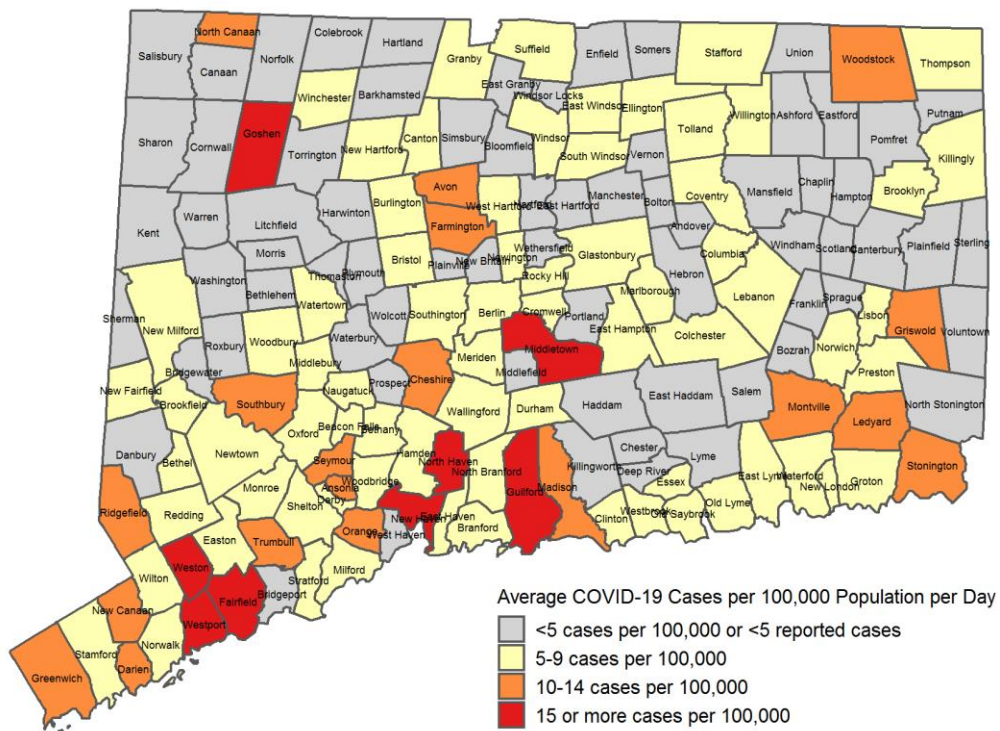 North Canaan
Colebrook
Hartland
Suffield
Enfield
Somers
Stafford
Union
Woodstock
Thompson
Salisbury
Canaan
Norfolk
Granby
East Granby
Windsor Locks
Winchester
Barkhamsted
East Windsor
Ellington
Willington
Ashford
Eastford
Putnam
Pomfret
Killingly
Sharon
Cornwall
Goshen
Torrington
New Hartford
Canton
Simsbury
Bloomfield
Windsor
South Windsor
Vernon
Tolland
Mansfield
Chaplin
Hampton
Brooklyn
Kent
Warren
Litchfield
Harwinton
Burlington
Avon
West Hartford
Hartford
East Hartford
Manchester
Bolton
Coventry
Andover
Farmington
Morris
Washington
Bethlehem
Thomaston
Plymouth
Bristol
Plainville
New Britain
Newington
Wethersfield
Rocky Hill
Glastonbury
Hebron
Columbia
Windham
Scotland
Canterbury
Plainfield
Sterling
Sherman
New Milford
Roxbury
Woodbury
Watertown
Waterbury
Wolcott
Southington
Berlin
Cromwell
Portland
Marlborough
East Hampton
Colchester
Lebanon
Franklin
Sprague
Lisbon
Griswold
Voluntown
Bridgewater
Middlebury
Naugatuck
Prospect
Cheshire
Meriden
Middletown
Middlefield
Bozrah
Norwich
Preston
North Stonington
New Fairfield
Brookfield
Southbury
Oxford
Beacon Falls
Bethany
Wallingford
Durham
Haddam
East Haddam
Salem
Montville
Ledyard
Stonington
Danbury
Bethel
Newtown
Seymour
Ansonia
Derby
Woodbridge
Hamden
North Haven
North Branford
Guilford
Madison
Killingworth
Chester
Deep River
Essex
Lyme
East Lyme
Waterford
New London
Groton
Ridgefield
Redding
Monroe
Shelton
Orange
New Haven
West Haven
East Haven
Branford
Clinton
Westbrook
Old Saybrook
Old Lyme
Easton
Trumbull
Stratford
Milford
Weston
Wilton
Fairfield
Bridgeport
Westport
New Canaan
Norwalk
Darien
Stamford
Greenwich
Average COVID-19 Cases per 100,000 Population per Day
<5 cases per 100,000 or <5 reported cases
5-9 cases per 100,000
10-14 cases per 100,000
15 or more cases per 100,000